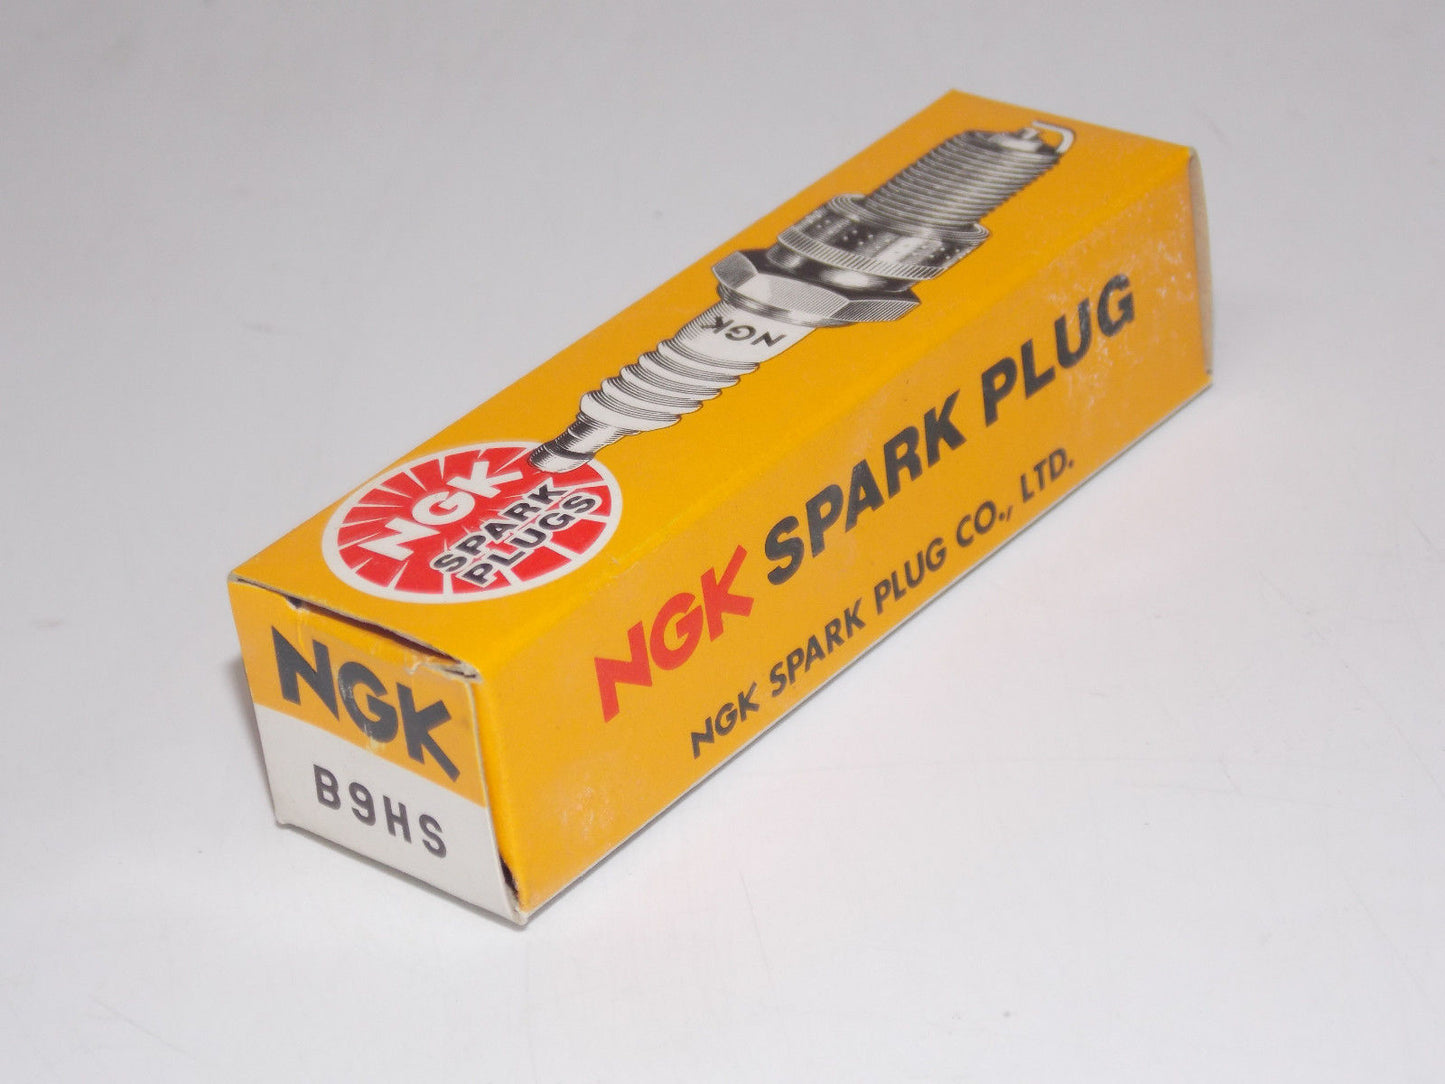 NGK
NGK
SPARK
PLUGS
NGK SPARK PLUG
NGK SPARK PLUG CO., LTD.
NGK
B9HS